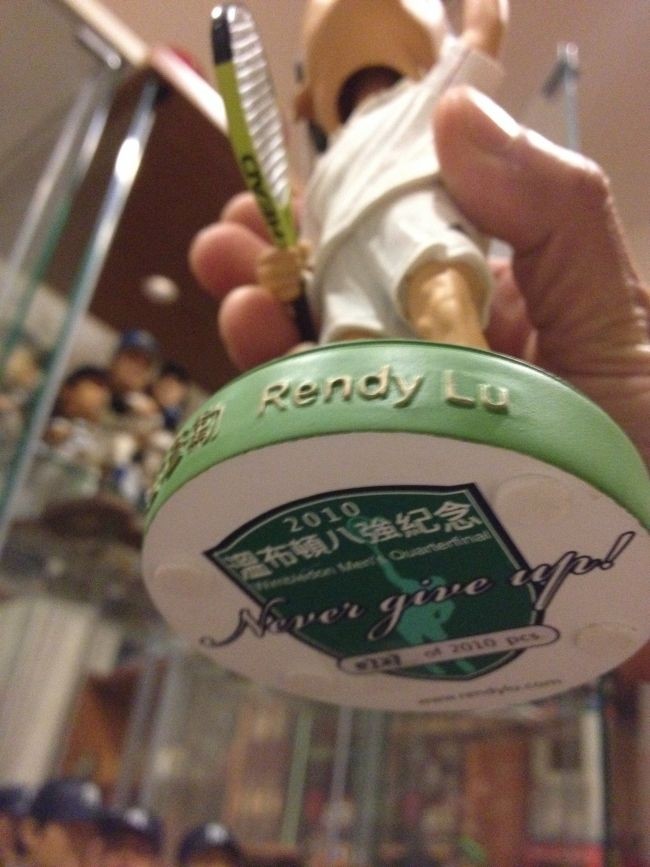 HEAD
Rendy Lu
2010
溫布頓八強紀念
Wimbledon Men's Quarterfinal
Never give up!
of 2010 pcs.
www.rendylu.com